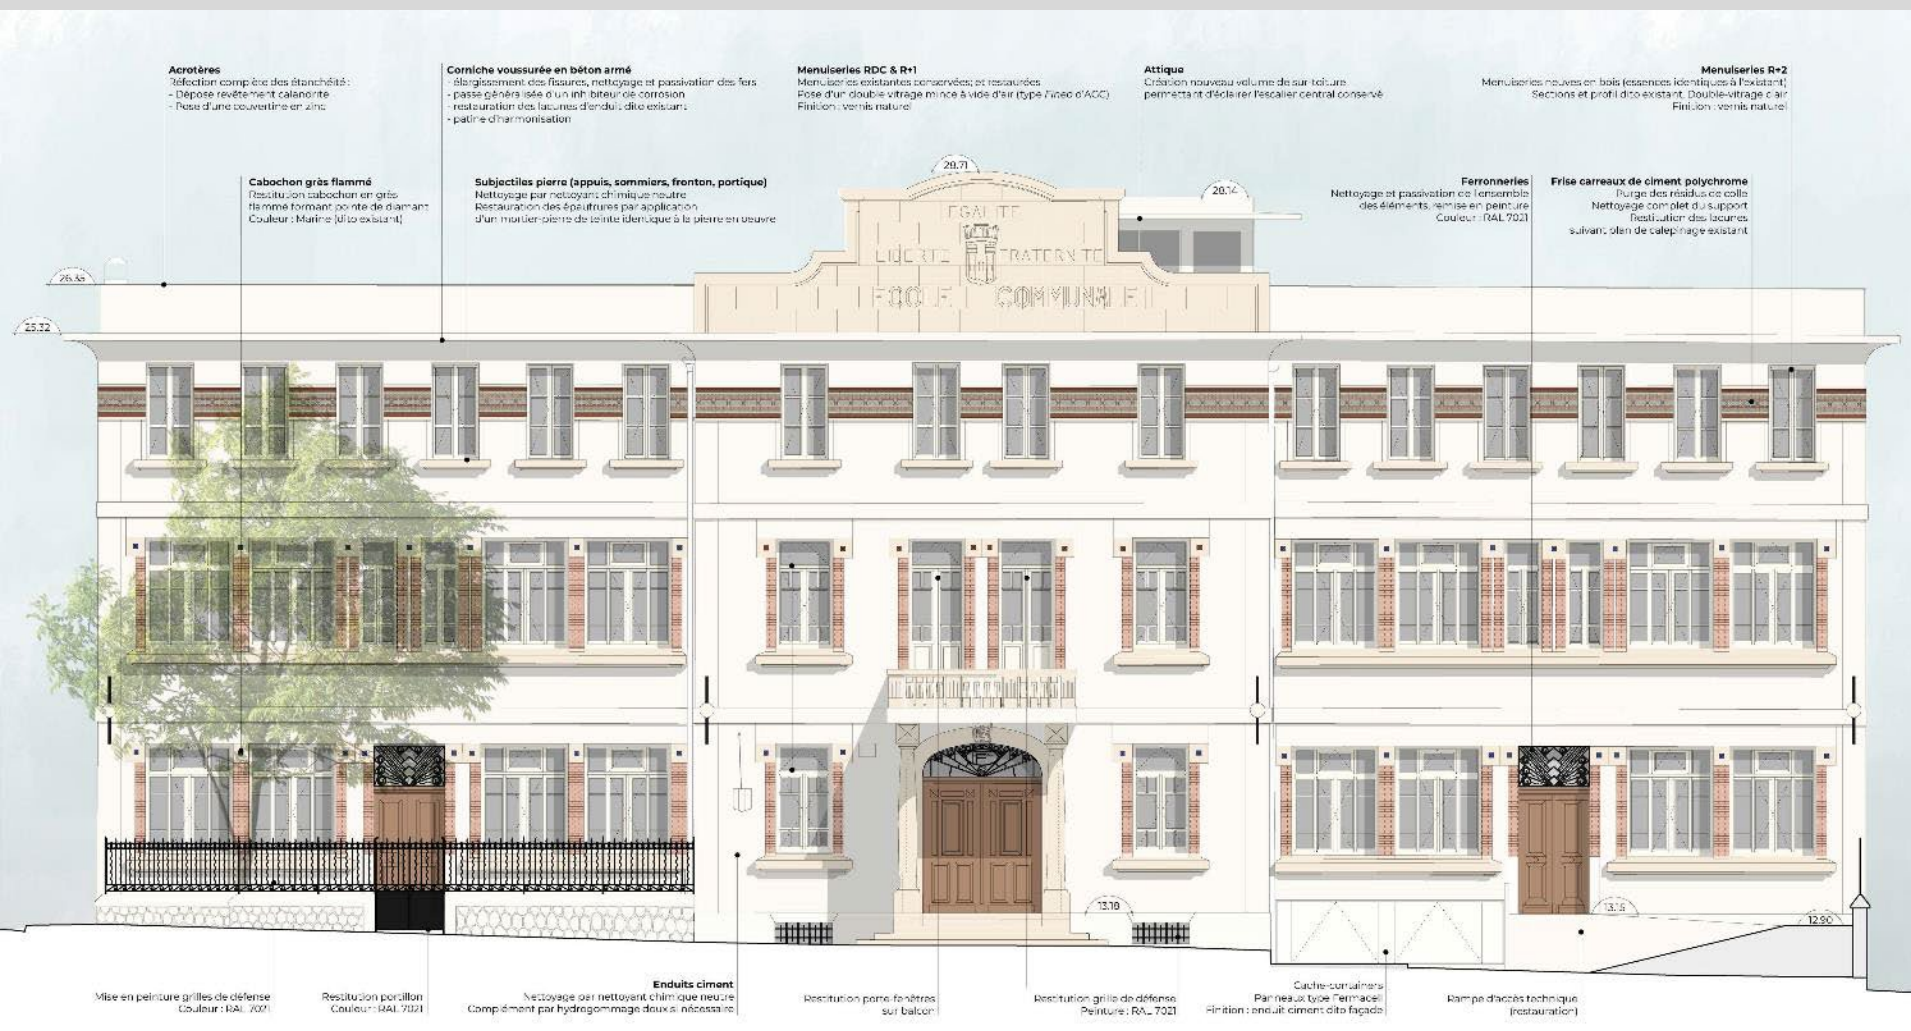 Acrotères
Réfection complète des étanchéité :
- Dépose revêtement calandrite
- Pose d'une couvertine en zinc
Corniche voussurée en béton armé
- élargissement des fissures, nettoyage et passivation des fers
- passe généralisée d'un inhibiteur de corrosion
- restauration des lacunes d'enduit dito existant
- patine d'harmonisation
Menuiseries RDC & R+1
Menuiseries existantes conservées; et restaurées
Pose d'un double vitrage mince à vide d'air (type Fineo d'AGC)
Finition : vernis naturel
Attique
Création nouveau volume de sur-toiture
permettant d'éclairer l'escalier central conservé
Menuiseries R+2
Menuiseries neuves en bois (essences identiques à l'existant)
Sections et profil dito existant. Double-vitrage clair
Finition : vernis naturel
Cabochon grès flammé
Restitution cabochon en grès
flammé formant pointe de diamant
Couleur : Marine (dito existant)
Subjectiles pierre (appuis, sommiers, fronton, portique)
Nettoyage par nettoyant chimique neutre
Restauration des épaufrures par application
d'un mortier-pierre de teinte identique à la pierre en oeuvre
Ferronneries
Nettoyage et passivation de l'ensemble
des éléments, remise en peinture
Couleur : RAL 7021
Frise carreaux de ciment polychrome
Purge des résidus de colle
Nettoyage complet du support
Restitution des lacunes
suivant plan de calepinage existant
28.71
28.14
26.35
25.32
EGALITE
LIBERTE FRATERNITE
ECOLE COMMUNALE
13.18
13.15
12.90
Mise en peinture grilles de défense
Couleur : RAL 7021
Restitution portillon
Couleur : RAL 7021
Enduits ciment
Nettoyage par nettoyant chimique neutre
Complément par hydrogommage doux si nécessaire
Restitution porte-fenêtres
sur balcon
Restitution grille de défense
Peinture : RAL 7021
Cache-containers
Panneaux type Fermacell
Finition : enduit ciment dito façade
Rampe d'accès technique
(restauration)